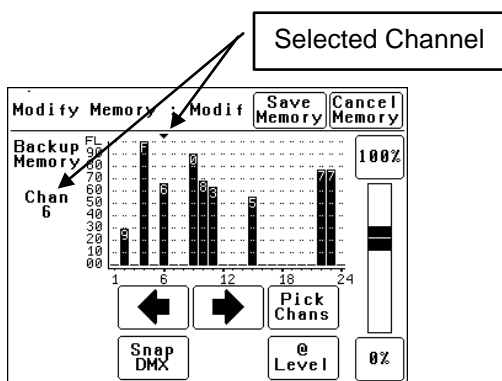 Selected Channel
Modify Memory : Modif
Save Memory
Cancel Memory
Backup Memory
Chan 6
FL
90
80
70
60
50
40
30
20
10
00
9
F
6
0
8
3
5
7
7
1
6
12
18
24
100%
Pick Chans
Snap DMX
@ Level
0%